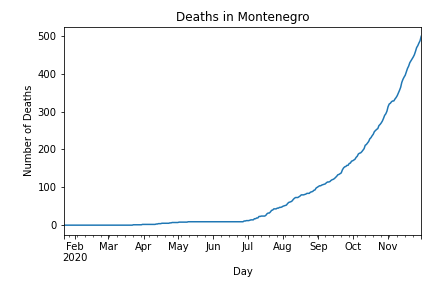 Deaths in Montenegro
500
400
300
200
100
0
Number of Deaths
Feb Mar Apr May Jun Jul Aug Sep Oct Nov
2020
Day